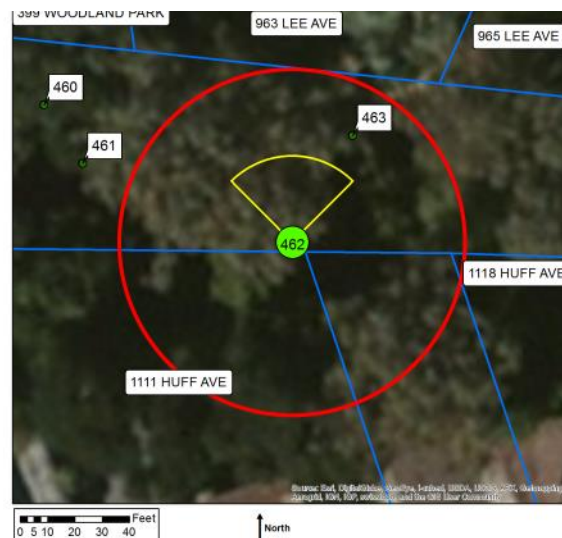 399 WOODLAND PARK
963 LEE AVE
965 LEE AVE
460
463
461
462
1118 HUFF AVE
1111 HUFF AVE
Feet
0 5 10 20 30 40
North